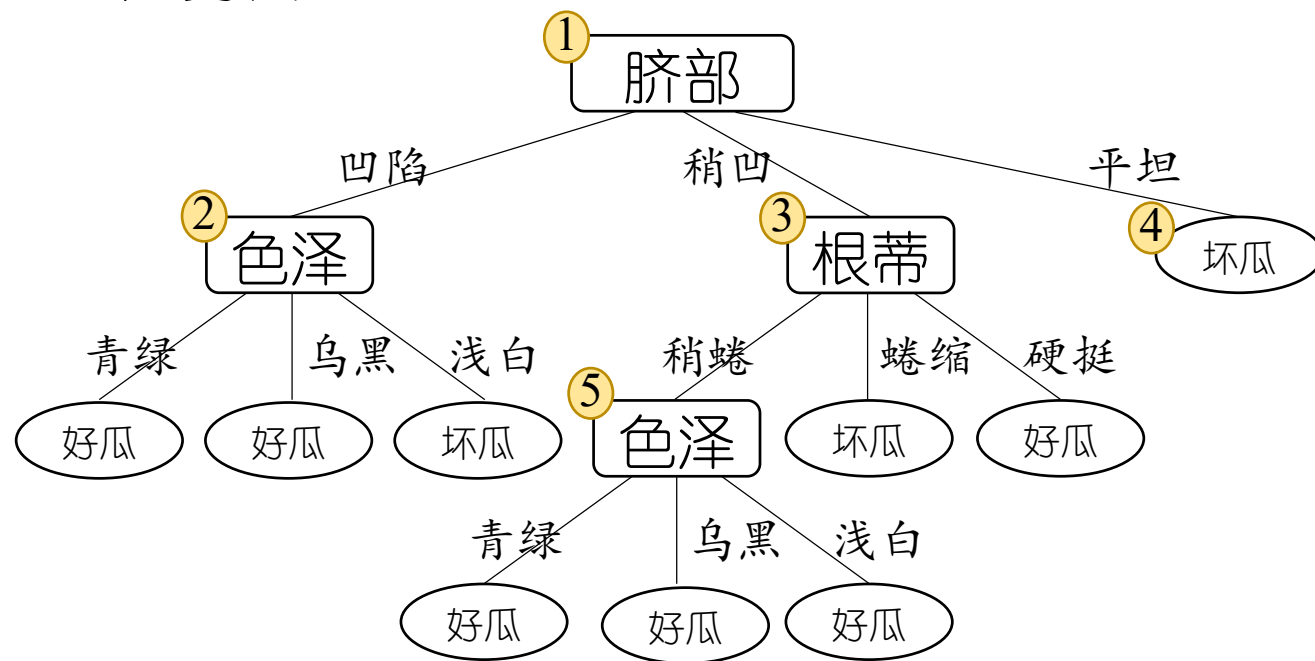 1
脐部
凹陷 稍凹 平坦
2 3 4
色泽 根蒂 坏瓜
青绿 乌黑 浅白 稍蜷 蜷缩 硬挺
5
好瓜 好瓜 坏瓜 色泽 坏瓜 好瓜
青绿 乌黑 浅白
好瓜 好瓜 好瓜